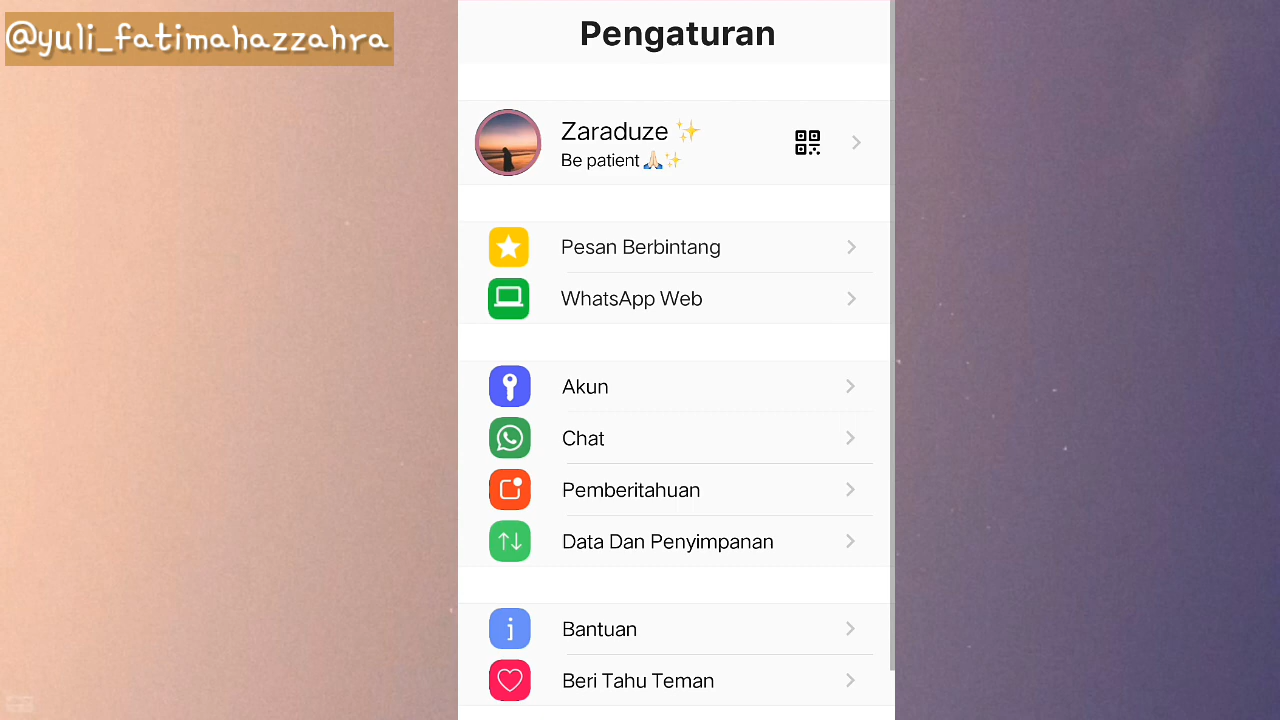 @yuli_fatimahazzahra
Pengaturan
Zaraduze ✨
Be patient 🙏🏻✨
Pesan Berbintang
WhatsApp Web
Akun
Chat
Pemberitahuan
Data Dan Penyimpanan
Bantuan
Beri Tahu Teman